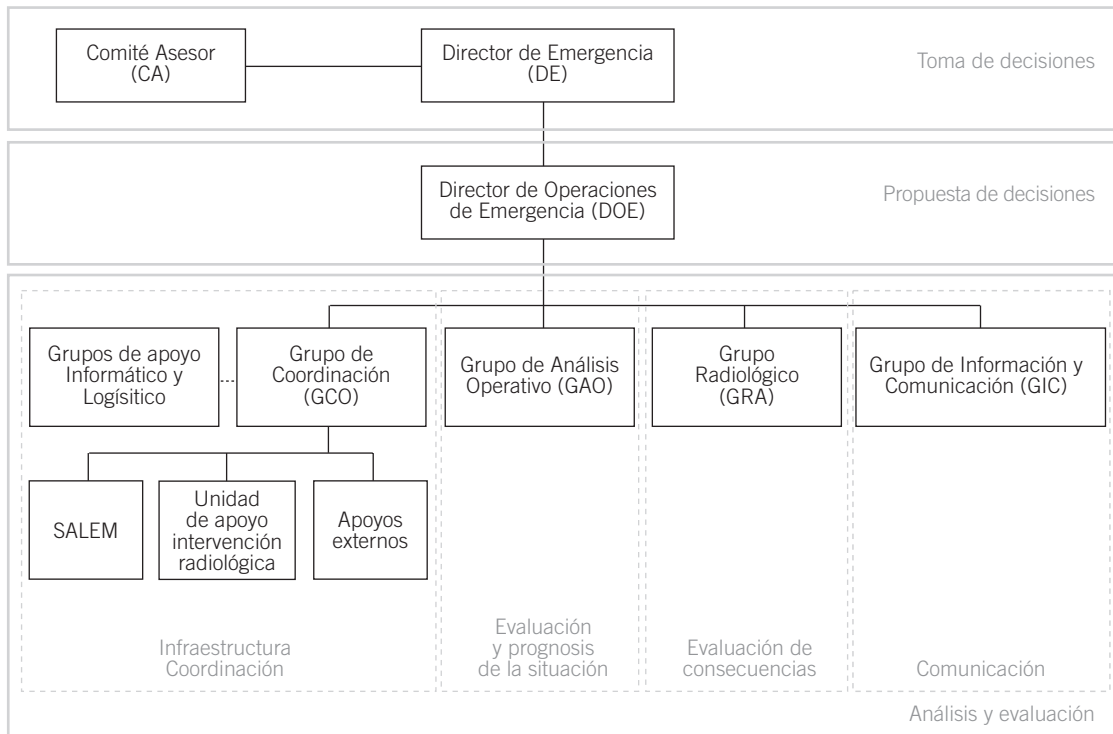 Comité Asesor
(CA)
Director de Emergencia
(DE)
Toma de decisiones
Director de Operaciones
de Emergencia (DOE)
Propuesta de decisiones
Grupos de apoyo
Informático y
Logísitico
...
Grupo de
Coordinación
(GCO)
Grupo de Análisis
Operativo (GAO)
Grupo
Radiológico
(GRA)
Grupo de Información y
Comunicación (GIC)
SALEM
Unidad
de apoyo
intervención
radiológica
Apoyos
externos
Infraestructura
Coordinación
Evaluación
y prognosis
de la situación
Evaluación de
consecuencias
Comunicación
Análisis y evaluación